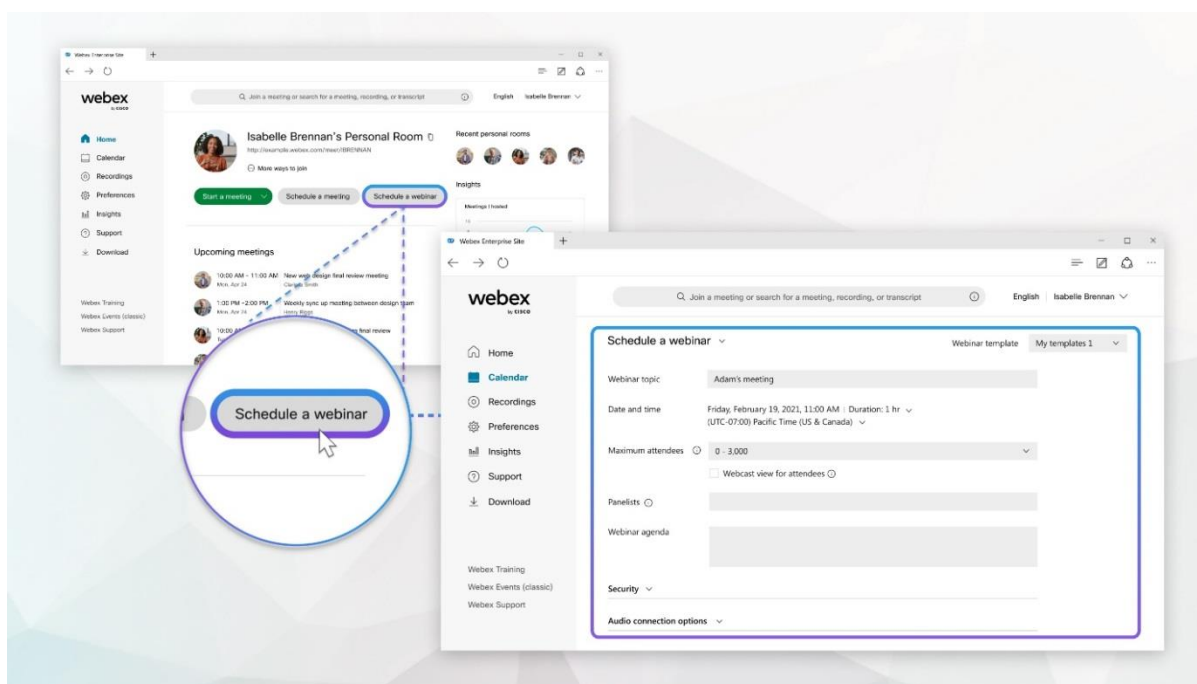 Webex Enterprise Site
webex
by CISCO
Join a meeting or search for a meeting, recording, or transcript
English
Isabelle Brennan
Home
Calendar
Recordings
Preferences
Insights
Support
Download
Webex Training
Webex Events (classic)
Webex Support
Isabelle Brennan's Personal Room
http://example.webex.com/meet/IBRENNAN
More ways to join
Start a meeting
Schedule a meeting
Schedule a webinar
Recent personal rooms
Insights
Meetings I hosted
10
Upcoming meetings
10:00 AM - 11:00 AM New web design final review meeting
Mon, Apr 24 Clarissa Smith
1:00 PM -2:00 PM Weekly sync up meeting between design team
Mon, Apr 24 Henry Riggs
10:00
final review
Schedule a webinar
Webex Enterprise Site
webex
by CISCO
Join a meeting or search for a meeting, recording, or transcript
English
Isabelle Brennan
Home
Calendar
Recordings
Preferences
Insights
Support
Download
Webex Training
Webex Events (classic)
Webex Support
Schedule a webinar
Webinar template My templates 1
Webinar topic Adam's meeting
Date and time Friday, February 19, 2021, 11:00 AM | Duration: 1 hr
(UTC-07:00) Pacific Time (US & Canada)
Maximum attendees 0 - 3,000
Webcast view for attendees
Panelists
Webinar agenda
Security
Audio connection options